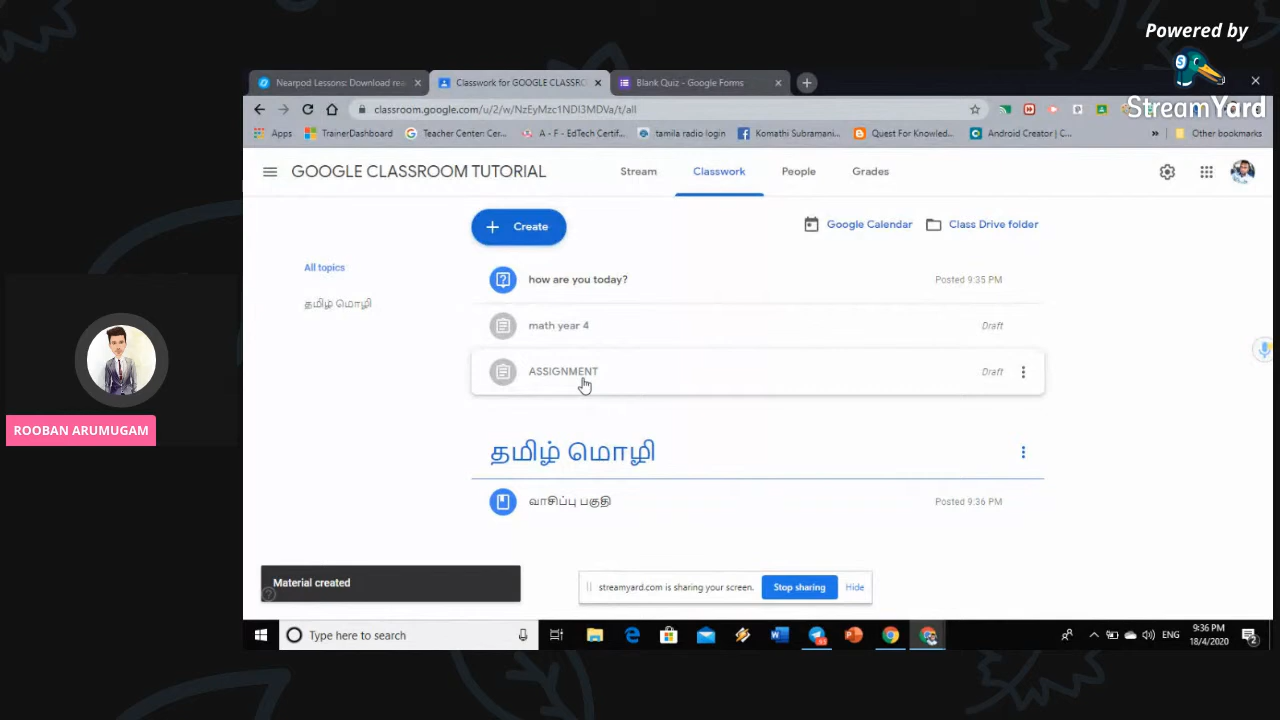 Powered by
StreamYard
Nearpod Lessons: Download rea
Classwork for GOOGLE CLASSR
Blank Quiz - Google Forms
classroom.google.com/u/2/w/NzEyMzc1NDI3MDVa/t/all
Apps
TrainerDashboard
Teacher Center: Cer...
A - F - EdTech Certif...
tamila radio login
Komathi Subramani...
Quest For Knowled...
Android Creator | C...
»
Other bookmarks
GOOGLE CLASSROOM TUTORIAL
Stream
Classwork
People
Grades
+ Create
Google Calendar
Class Drive folder
All topics
தமிழ் மொழி
how are you today?
Posted 9:35 PM
math year 4
Draft
ASSIGNMENT
Draft
தமிழ் மொழி
வாசிப்பு பகுதி
Posted 9:36 PM
ROOBAN ARUMUGAM
Material created
streamyard.com is sharing your screen.
Stop sharing
Hide
Type here to search
ENG
9:36 PM
18/4/2020
2